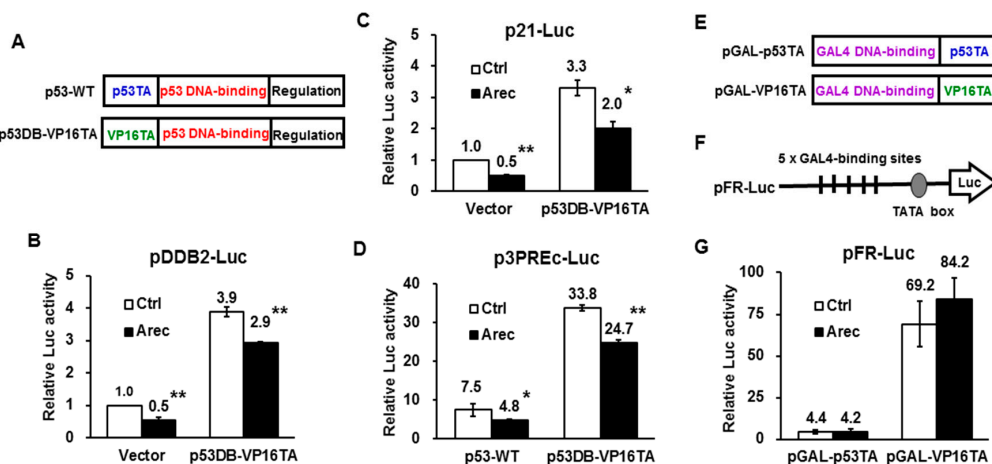 A
p53-WT p53TA p53 DNA-binding Regulation
p53DB-VP16TA VP16TA p53 DNA-binding Regulation
B
pDDB2-Luc
Relative Luc activity
5
4
3
2
1
0
Ctrl
Arec
1.0
0.5 **
3.9
2.9 **
Vector p53DB-VP16TA
C
p21-Luc
Relative Luc activity
5
4
3
2
1
0
Ctrl
Arec
1.0
0.5 **
3.3
2.0 *
Vector p53DB-VP16TA
D
p3PREc-Luc
Relative Luc activity
40
30
20
10
0
Ctrl
Arec
7.5
4.8 *
33.8
24.7 **
p53-WT p53DB-VP16TA
E
pGAL-p53TA GAL4 DNA-binding p53TA
pGAL-VP16TA GAL4 DNA-binding VP16TA
F
5 x GAL4-binding sites
pFR-Luc Luc
TATA box
G
pFR-Luc
Relative Luc activity
100
75
50
25
0
Ctrl
Arec
4.4 4.2
69.2
84.2
pGAL-p53TA pGAL-VP16TA